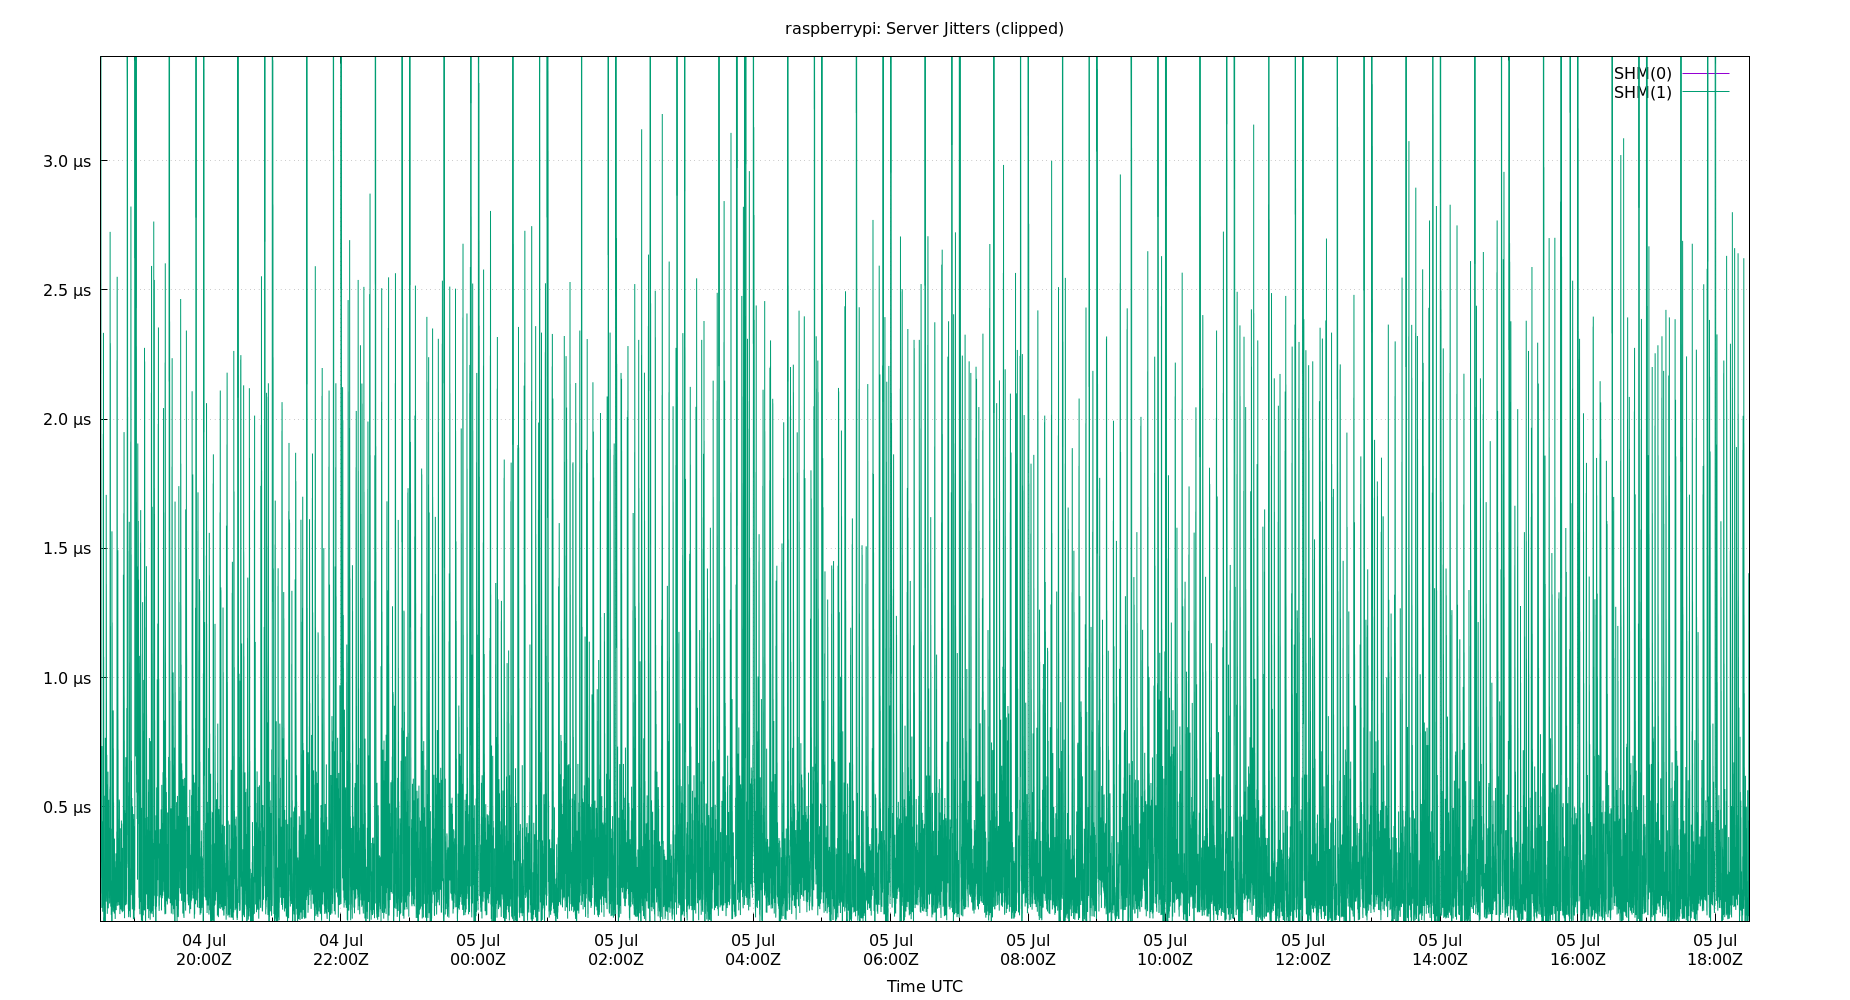 raspberrypi: Server Jitters (clipped)
SHM(0)
SHM(1)
3.0 µs
2.5 µs
2.0 µs
1.5 µs
1.0 µs
0.5 µs
04 Jul 04 Jul 05 Jul 05 Jul 05 Jul 05 Jul 05 Jul 05 Jul 05 Jul 05 Jul 05 Jul 05 Jul
20:00Z 22:00Z 00:00Z 02:00Z 04:00Z 06:00Z 08:00Z 10:00Z 12:00Z 14:00Z 16:00Z 18:00Z
Time UTC